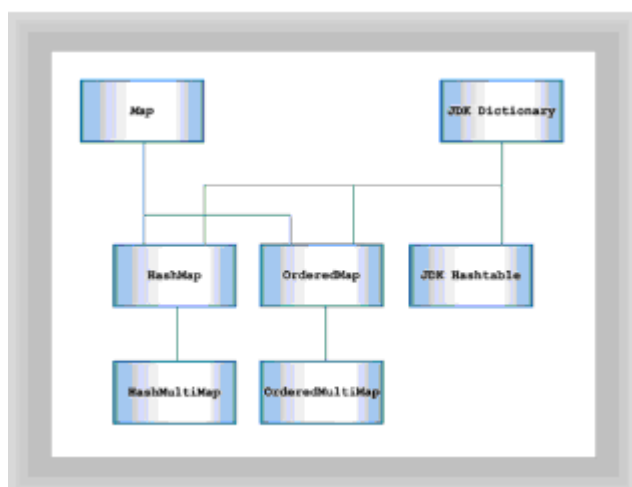 Map
JDK Dictionary
HashMap
OrderedMap
JDK Hashtable
HashMultiMap
OrderedMultiMap